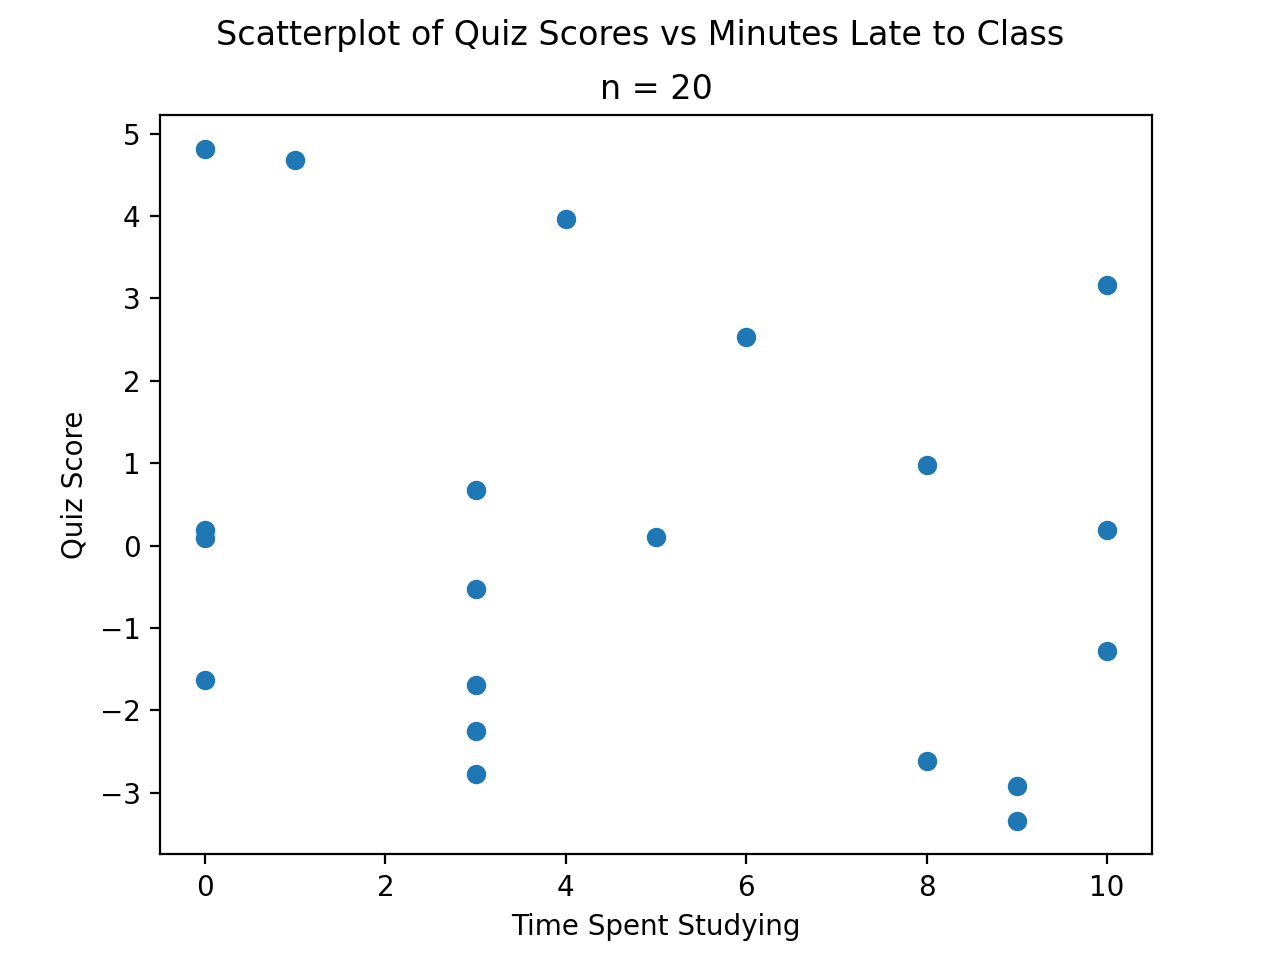 Scatterplot of Quiz Scores vs Minutes Late to Class
n = 20
5
4
3
2
1
0
−1
−2
−3
Quiz Score
0 2 4 6 8 10
Time Spent Studying